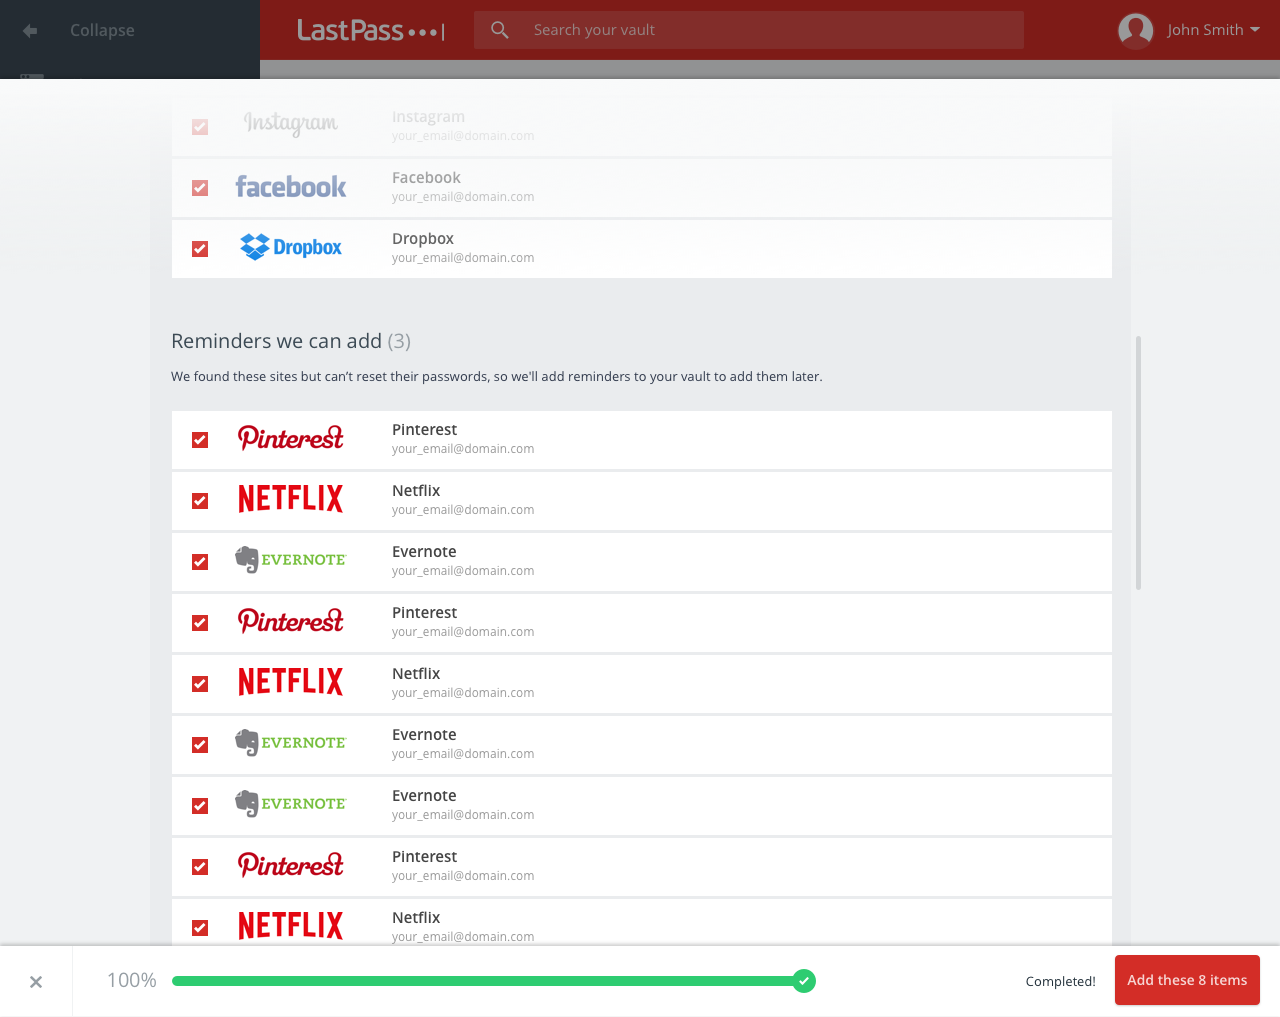 Collapse
LastPass
Search your vault
John Smith
Instagram
Instagram
your_email@domain.com
facebook
Facebook
your_email@domain.com
Dropbox
Dropbox
your_email@domain.com
Reminders we can add (3)
We found these sites but can't reset their passwords, so we'll add reminders to your vault to add them later.
Pinterest
Pinterest
your_email@domain.com
NETFLIX
Netflix
your_email@domain.com
EVERNOTE
Evernote
your_email@domain.com
Pinterest
Pinterest
your_email@domain.com
NETFLIX
Netflix
your_email@domain.com
EVERNOTE
Evernote
your_email@domain.com
EVERNOTE
Evernote
your_email@domain.com
Pinterest
Pinterest
your_email@domain.com
NETFLIX
Netflix
your_email@domain.com
100%
Completed!
Add these 8 items